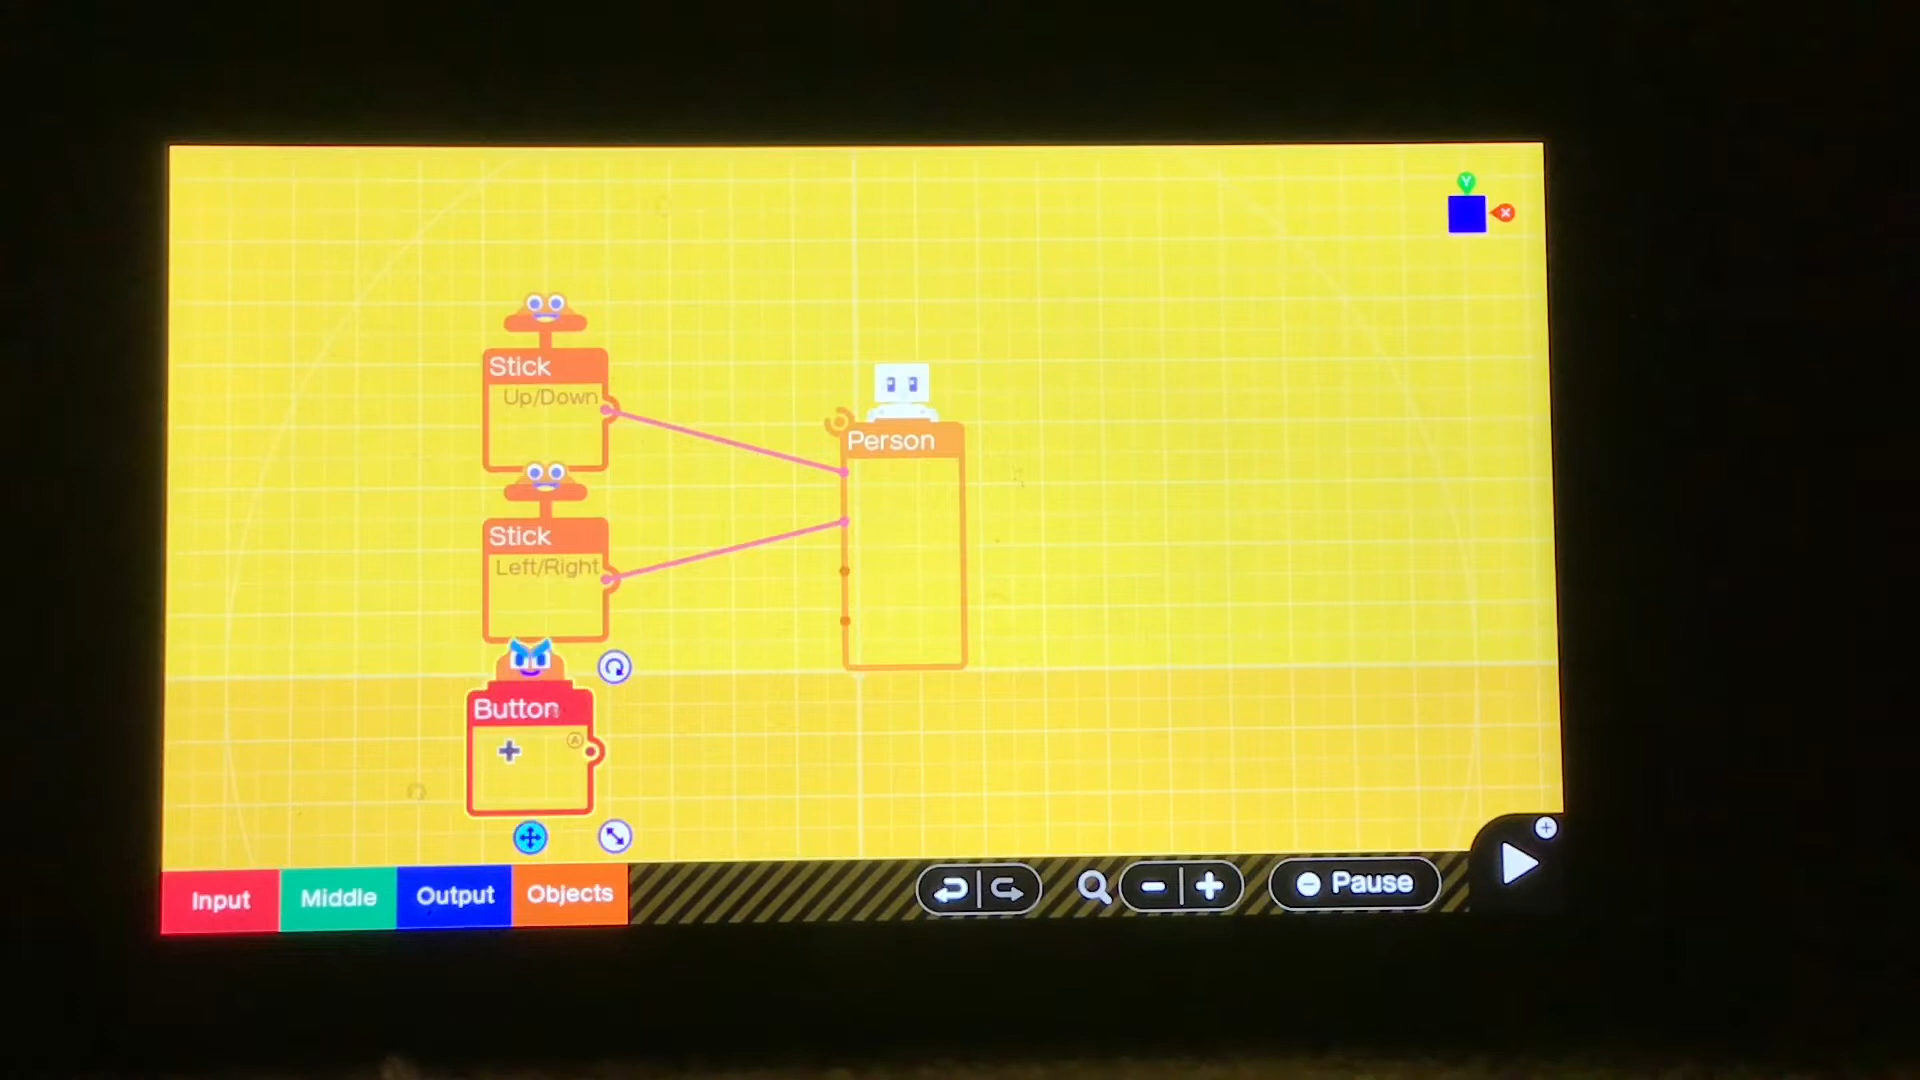 Y
X
Stick
Up/Down
Person
Stick
Left/Right
Button
A
Input
Middle
Output
Objects
Pause